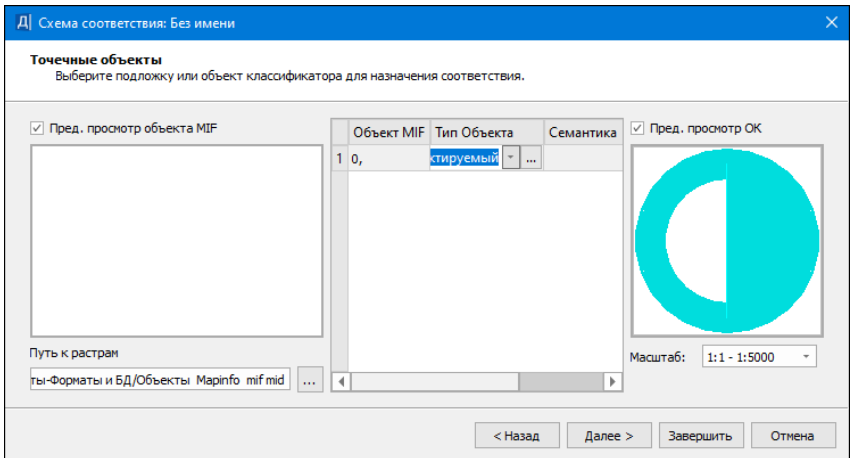 Д Схема соответствия: Без имени
Точечные объекты
Выберите подложку или объект классификатора для назначения соответствия.
Пред. просмотр объекта MIF
Объект MIF Тип Объекта Семантика
1 0, ктируемый ...
Пред. просмотр ОК
Путь к растрам
ты-Форматы и БД/Объекты Mapinfo mif mid ...
Масштаб: 1:1 - 1:5000
< Назад Далее > Завершить Отмена